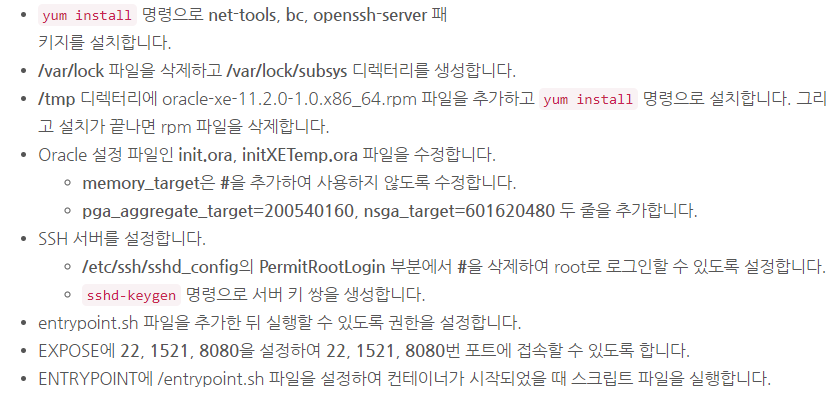 yum install 명령으로 net-tools, bc, openssh-server 패
키지를 설치합니다.
/var/lock 파일을 삭제하고 /var/lock/subsys 디렉터리를 생성합니다.
/tmp 디렉터리에 oracle-xe-11.2.0-1.0.x86_64.rpm 파일을 추가하고 yum install 명령으로 설치합니다. 그리
고 설치가 끝나면 rpm 파일을 삭제합니다.
Oracle 설정 파일인 init.ora, initXETemp.ora 파일을 수정합니다.
memory_target은 #을 추가하여 사용하지 않도록 수정합니다.
pga_aggregate_target=200540160, nsga_target=601620480 두 줄을 추가합니다.
SSH 서버를 설정합니다.
/etc/ssh/sshd_config의 PermitRootLogin 부분에서 #을 삭제하여 root로 로그인할 수 있도록 설정합니다.
sshd-keygen 명령으로 서버 키 쌍을 생성합니다.
entrypoint.sh 파일을 추가한 뒤 실행할 수 있도록 권한을 설정합니다.
EXPOSE에 22, 1521, 8080을 설정하여 22, 1521, 8080번 포트에 접속할 수 있도록 합니다.
ENTRYPOINT에 /entrypoint.sh 파일을 설정하여 컨테이너가 시작되었을 때 스크립트 파일을 실행합니다.